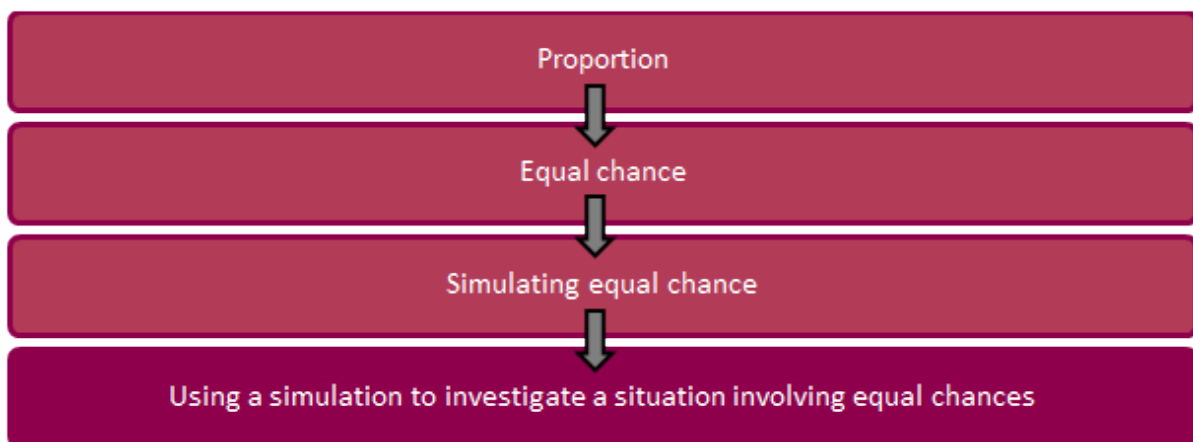 Proportion
Equal chance
Simulating equal chance
Using a simulation to investigate a situation involving equal chances